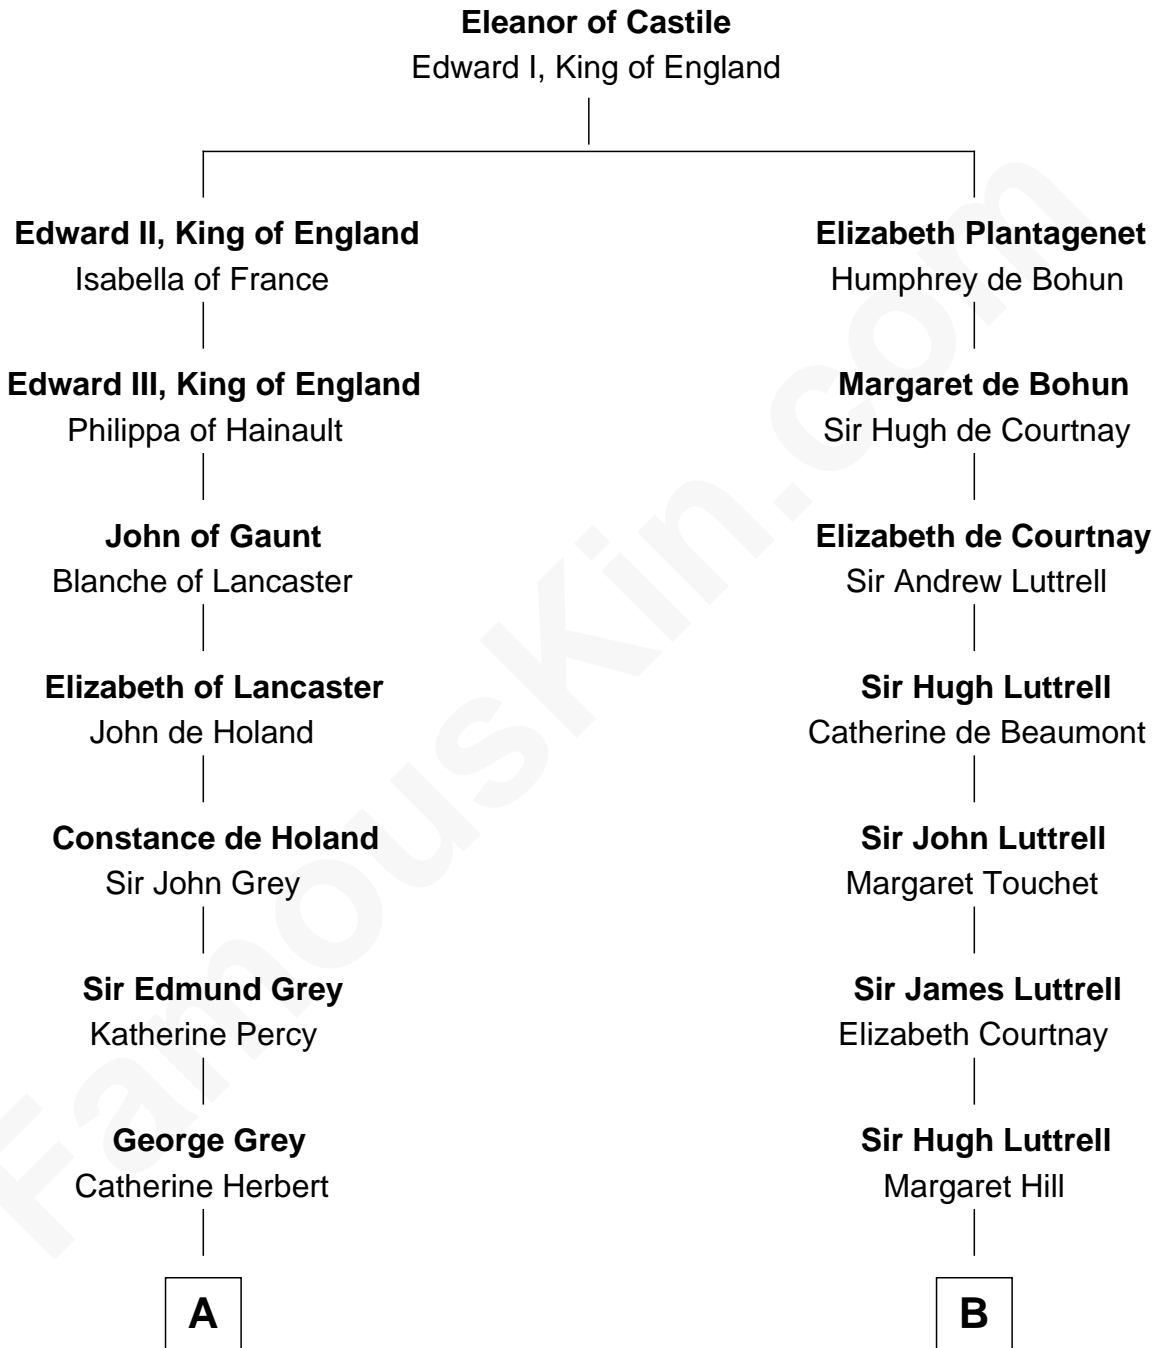 Eleanor of Castile
Edward I, King of England
Edward II, King of England
Isabella of France
Elizabeth Plantagenet
Humphrey de Bohun
Edward III, King of England
Philippa of Hainault
Margaret de Bohun
Sir Hugh de Courtnay
John of Gaunt
Blanche of Lancaster
Elizabeth de Courtnay
Sir Andrew Luttrell
Elizabeth of Lancaster
John de Holand
Sir Hugh Luttrell
Catherine de Beaumont
Constance de Holand
Sir John Grey
Sir John Luttrell
Margaret Touchet
Sir Edmund Grey
Katherine Percy
Sir James Luttrell
Elizabeth Courtnay
George Grey
Catherine Herbert
Sir Hugh Luttrell
Margaret Hill
A
B
FamousKin.com